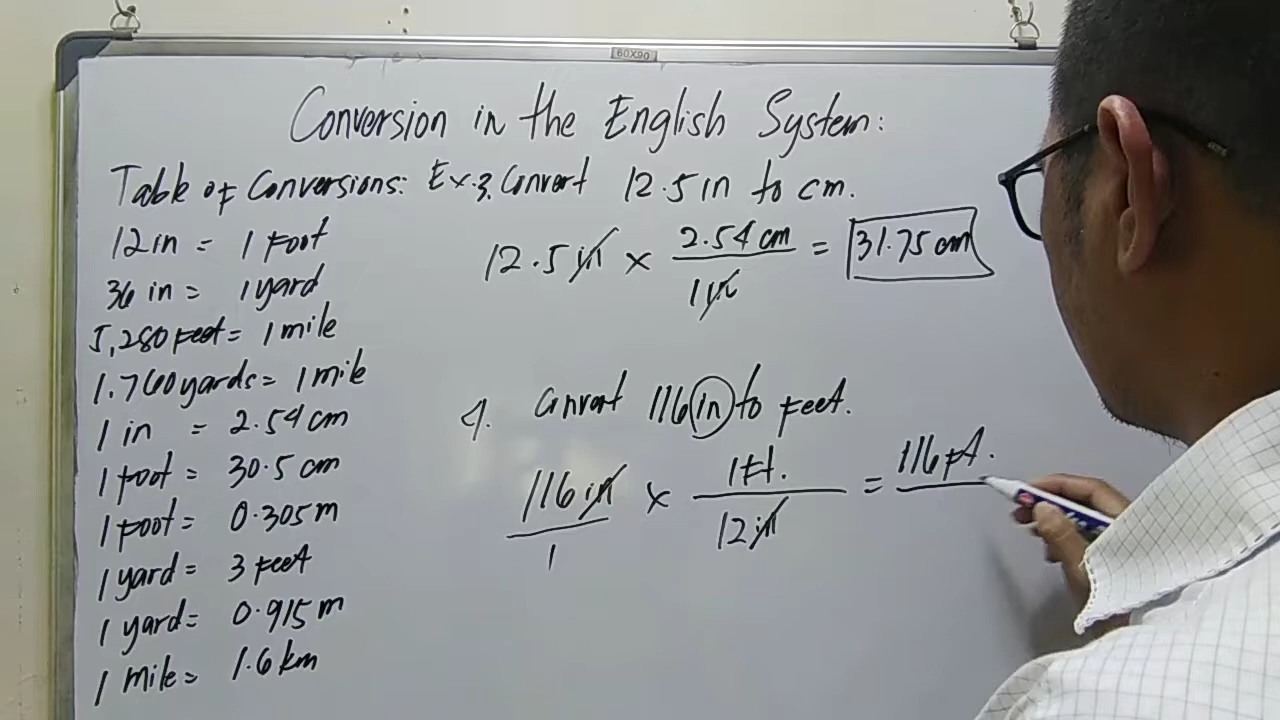 60X90
Conversion in the English System:
Table of Conversions:
12 in = 1 foot
36 in = 1 yard
5,280 feet = 1 mile
1.760 yards = 1 mile
1 in = 2.54 cm
1 foot = 30.5 cm
1 foot = 0.305 m
1 yard = 3 feet
1 yard = 0.915 m
1 mile = 1.6 km
Ex. 3. Convert 12.5 in to cm.
12.5 in x 2.54 cm / 1 in = 31.75 cm
4. Convert 116 in to feet.
116 in / 1 x 1 ft. / 12 in = 116 ft.